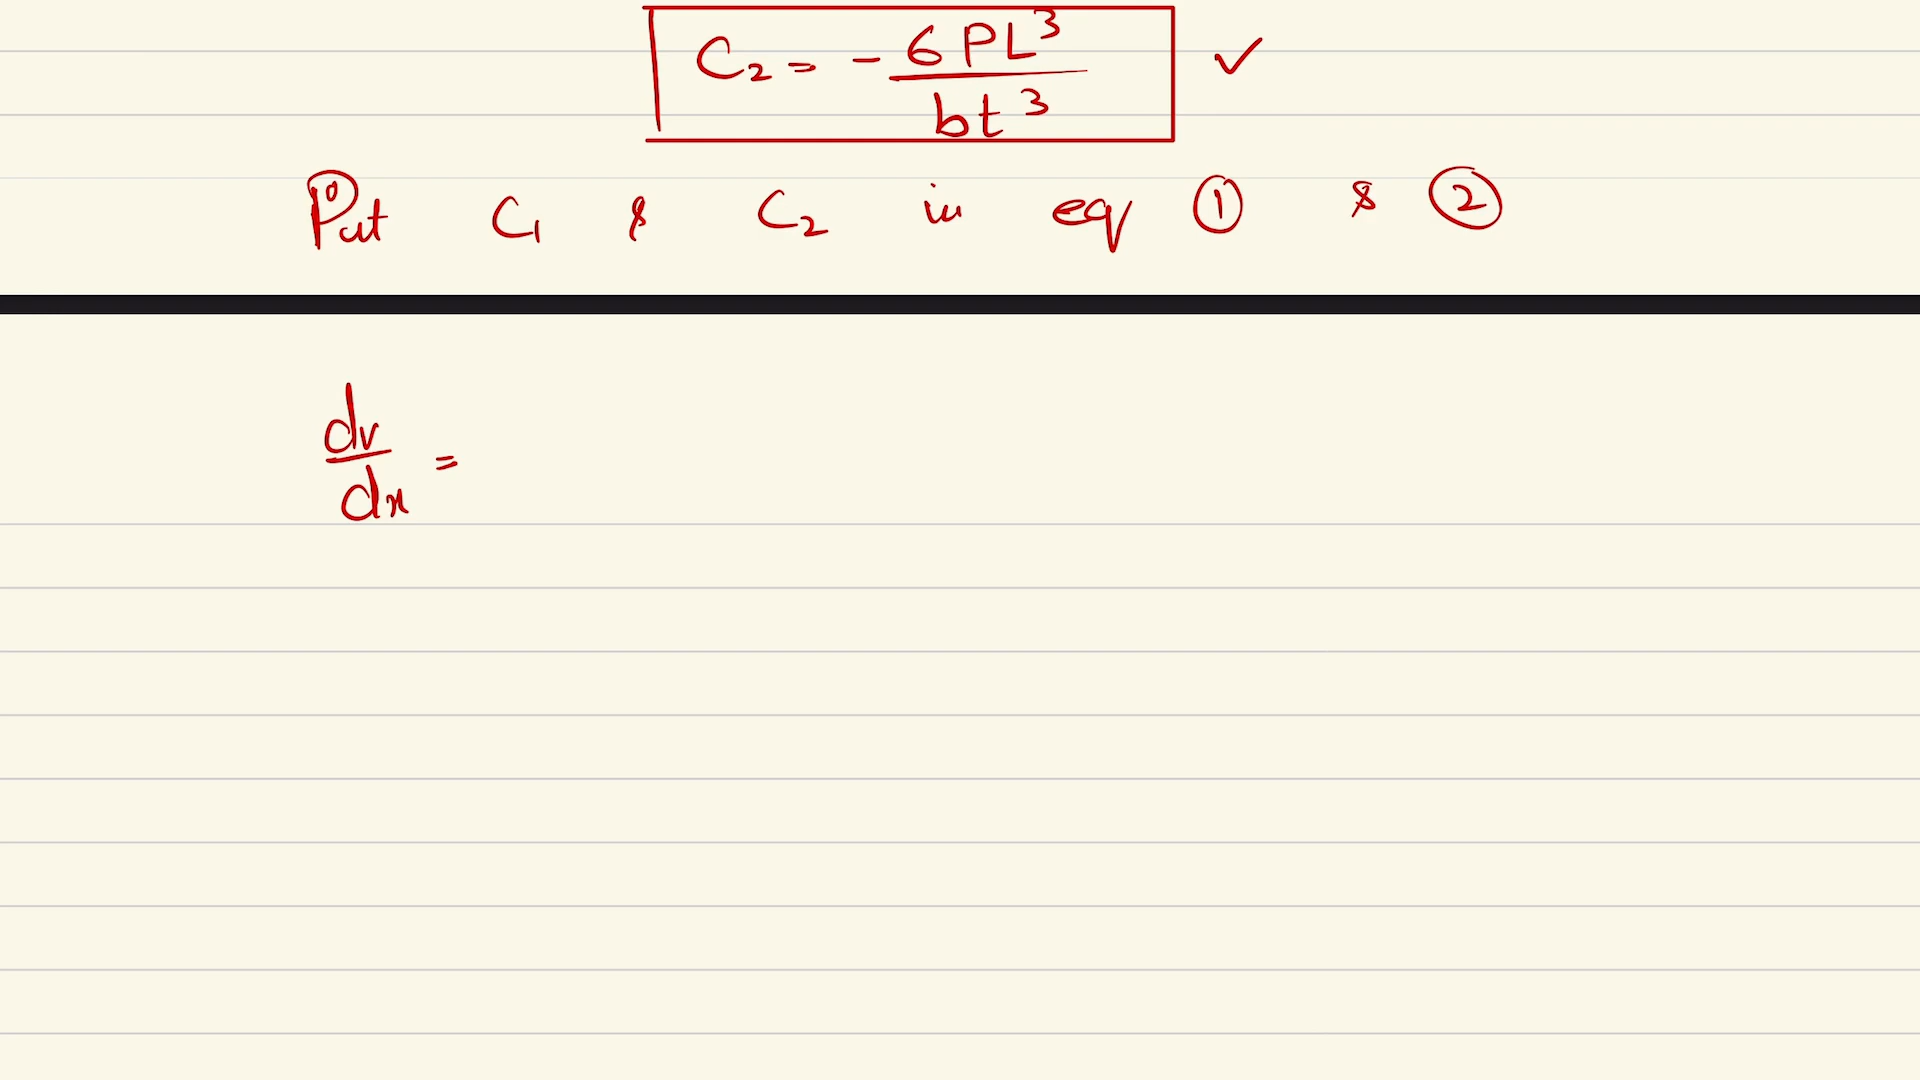 C₂ = - 6PL³ / bt³ ✓
Put C₁ & C₂ in eq ① & ②
dv/dx =